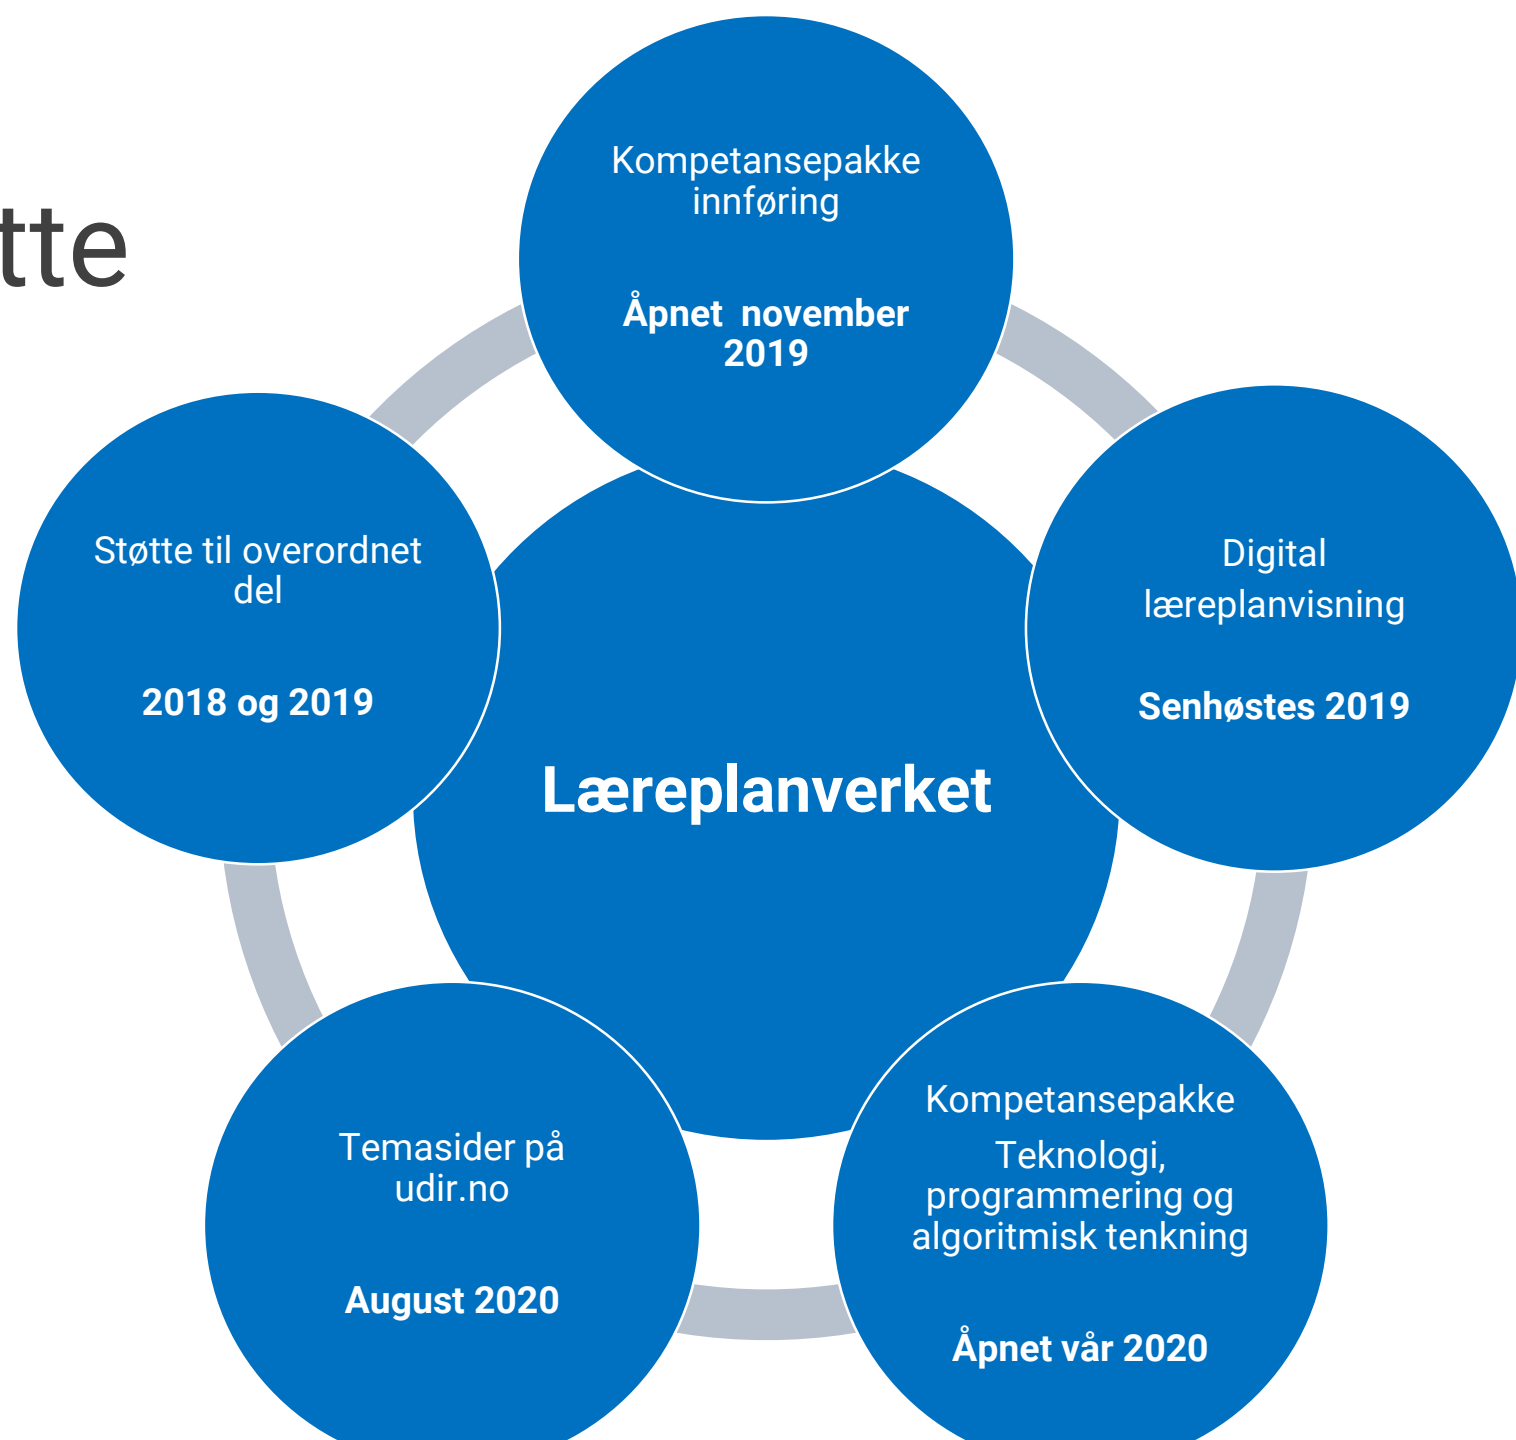 tte
Kompetansepakke
innføring
Åpnet  november
2019
Støtte til overordnet
del
2018 og 2019
Digital
læreplanvisning
Senhøstes 2019
Læreplanverket
Temasider på
udir.no
August 2020
Kompetansepakke
Teknologi,
programmering og
algoritmisk tenkning
Åpnet vår 2020